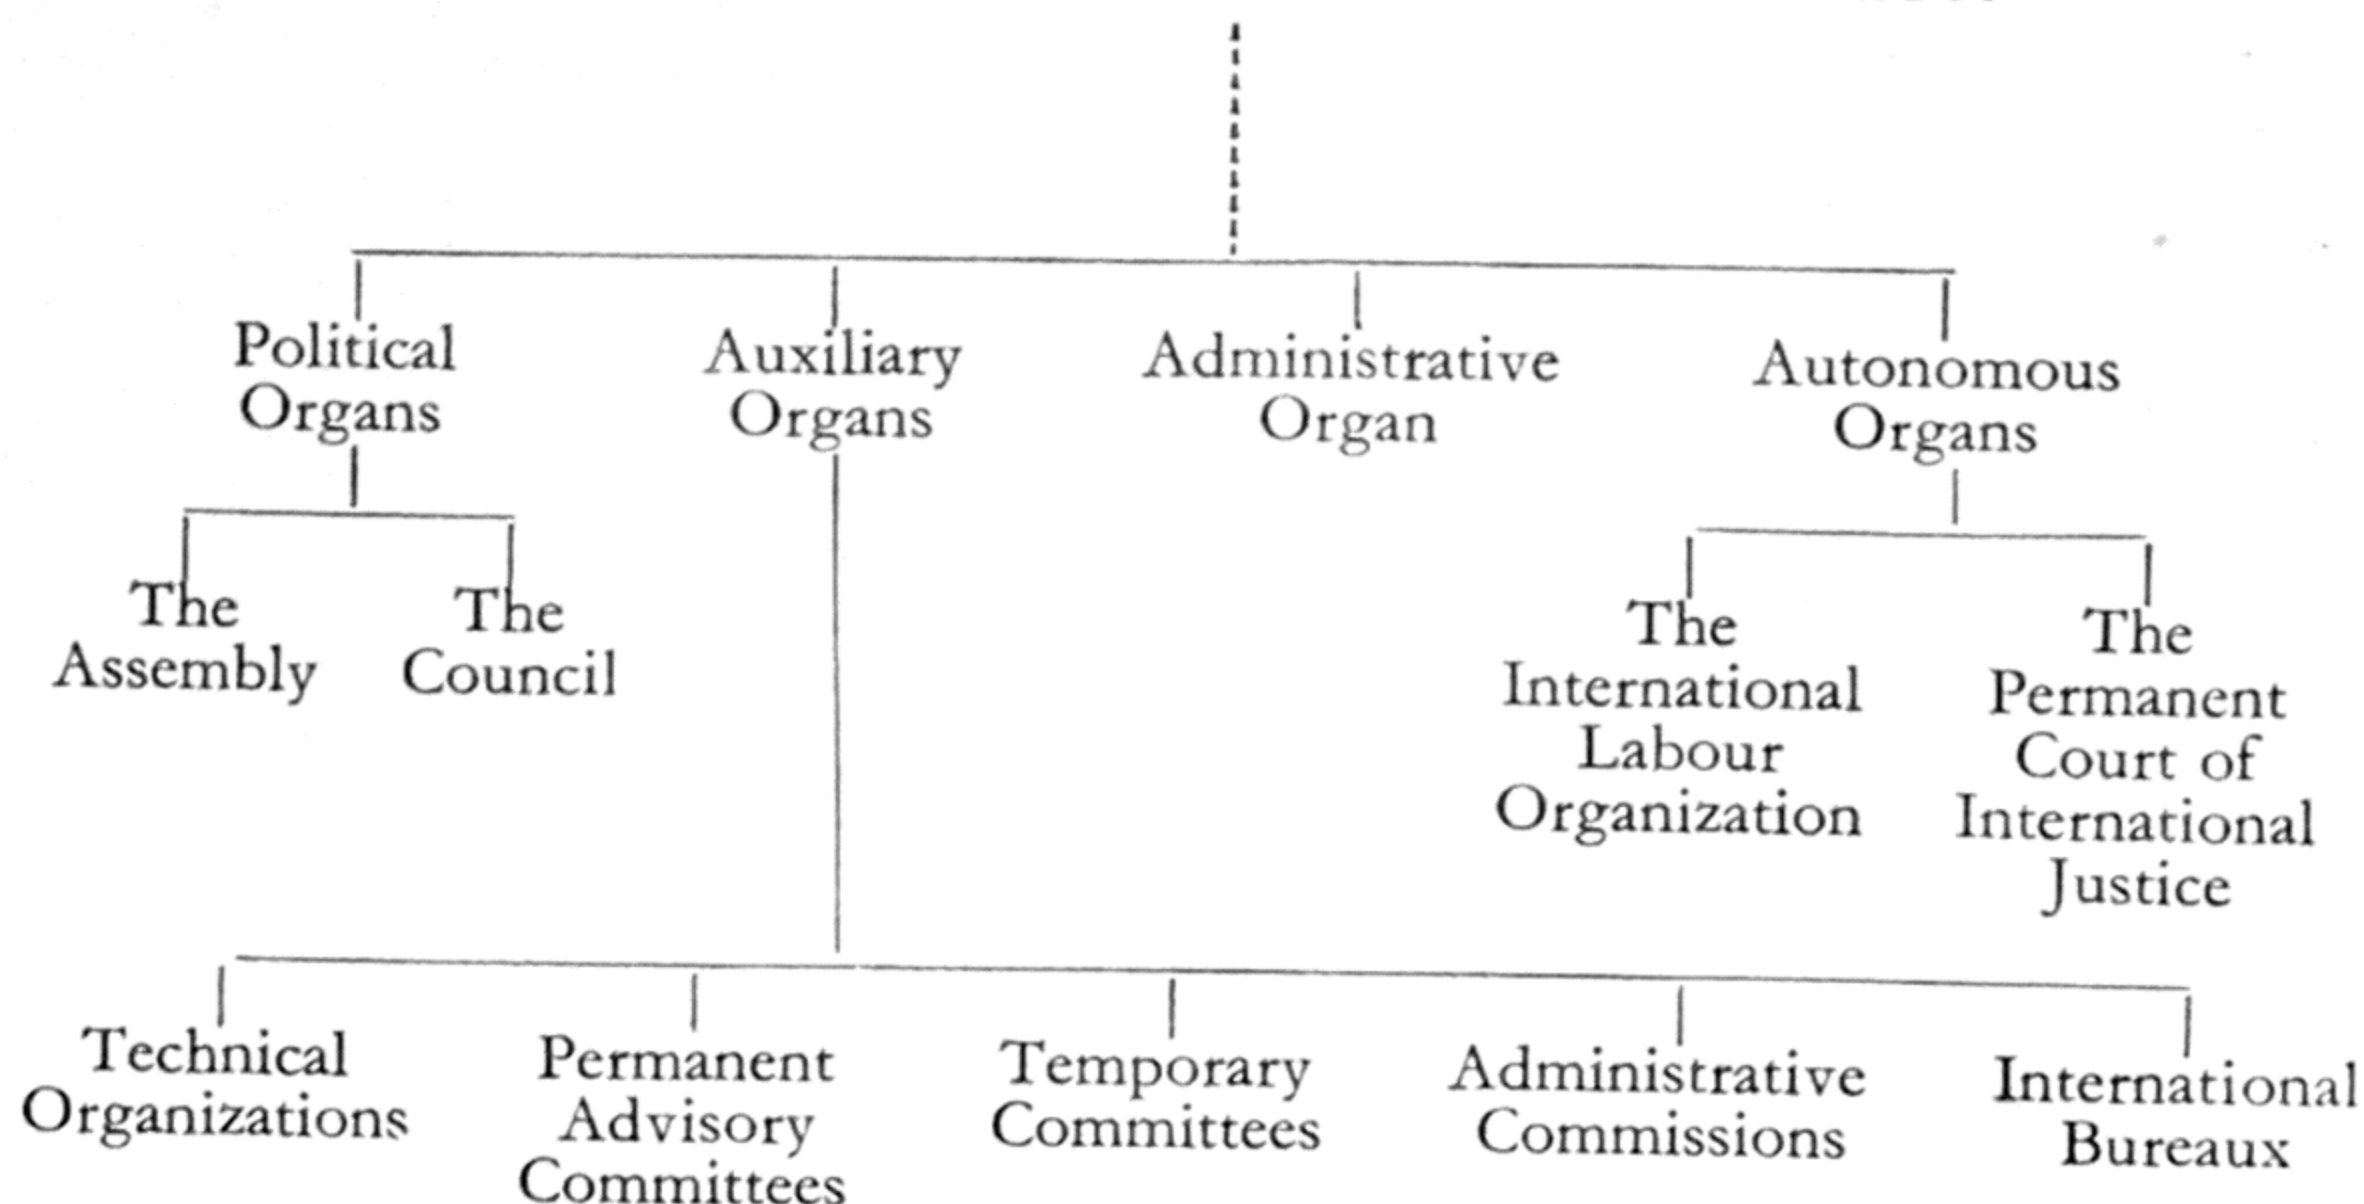 Political
Organs
Auxiliary
Organs
Administrative
Organ
Autonomous
Organs
The
Assembly
The
Council
The
International
Labour
Organization
The
Permanent
Court of
International
Justice
Technical
Organizations
Permanent
Advisory
Committees
Temporary
Committees
Administrative
Commissions
International
Bureaux